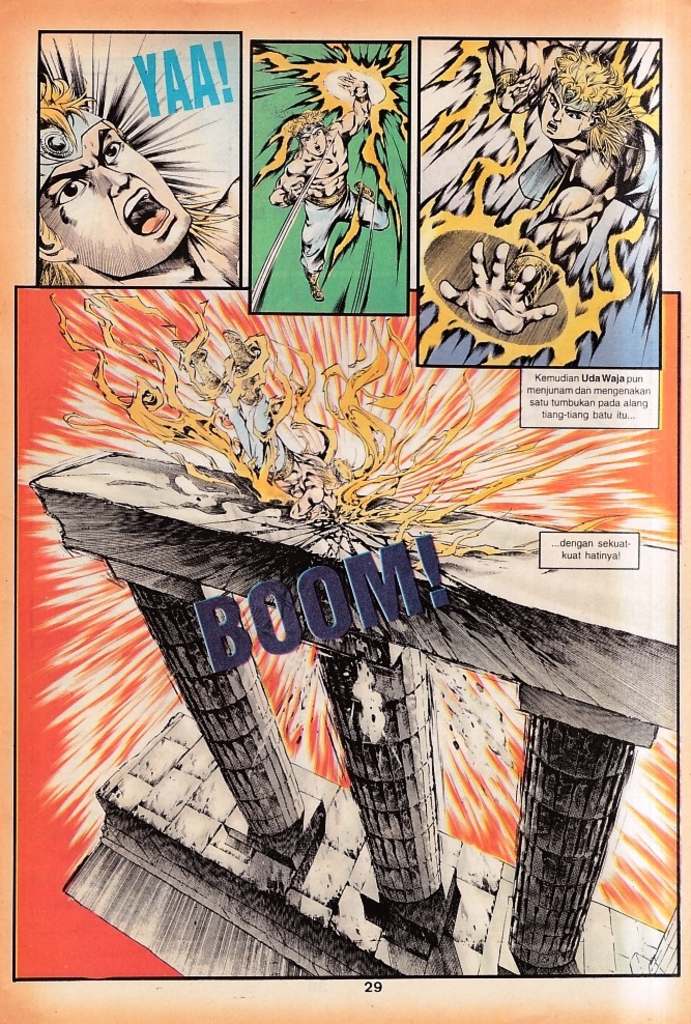 YAA!
Kemudian Uda Waja pun
menjunam dan mengenakan
satu tumbukan pada alang
tiang-tiang batu itu...
...dengan sekuat-
kuat hatinya!
BOOM!
29